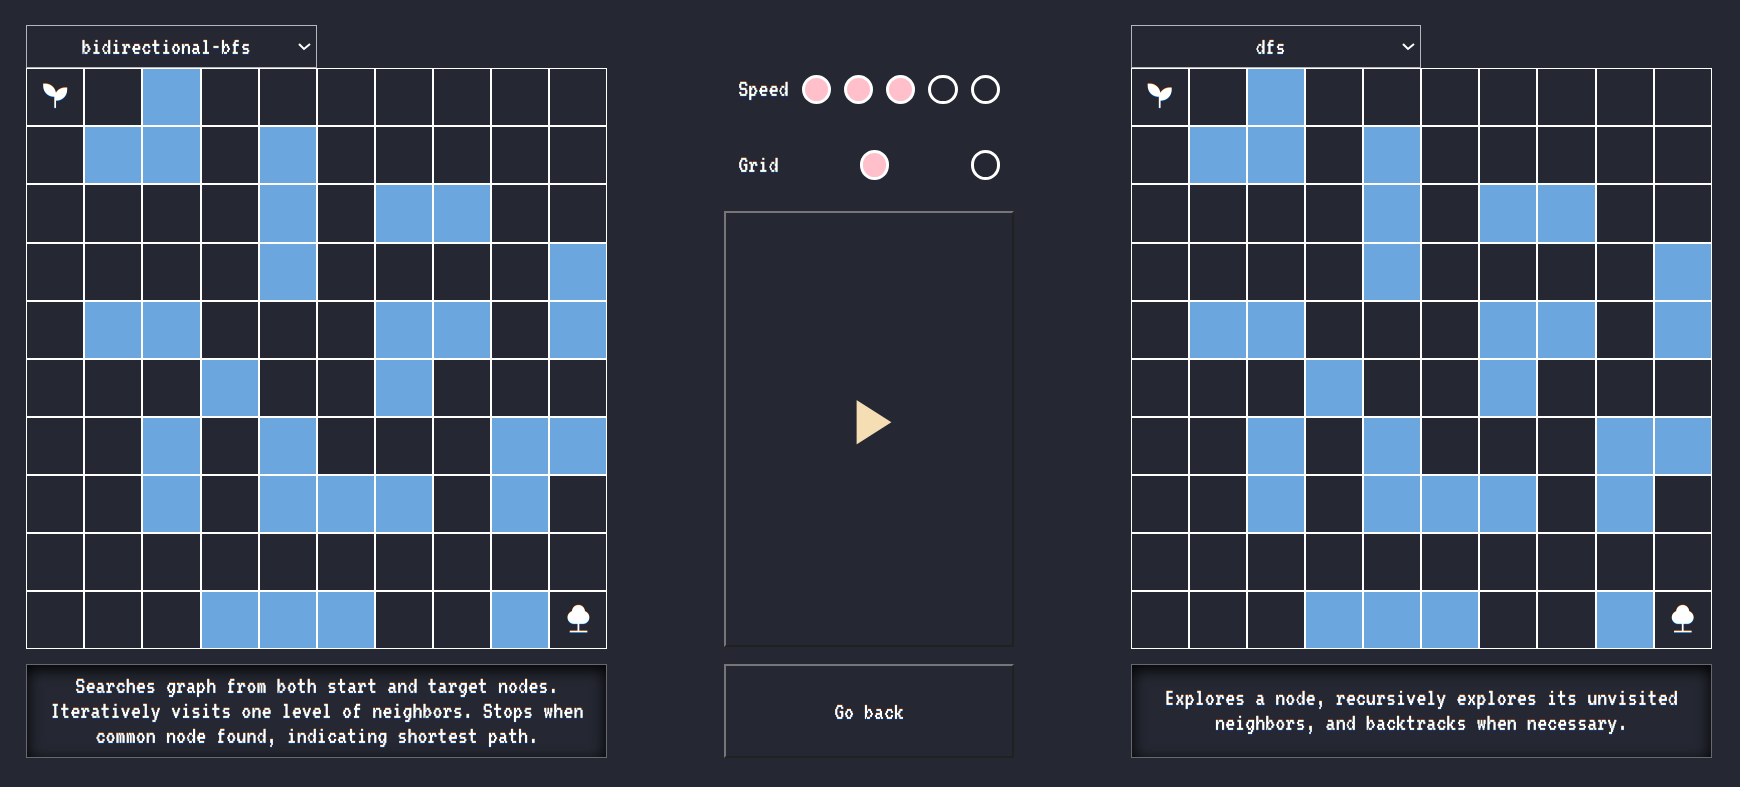 bidirectional-bfs
Speed
Grid
Searches graph from both start and target nodes.
Iteratively visits one level of neighbors. Stops when
common node found, indicating shortest path.
Go back
dfs
Explores a node, recursively explores its unvisited
neighbors, and backtracks when necessary.